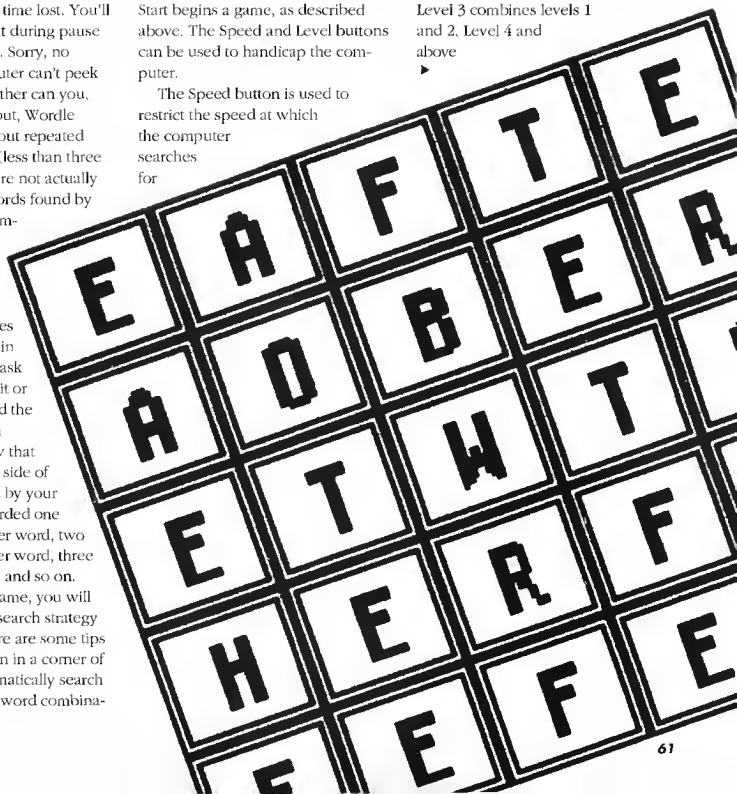 time lost. You'll
t during pause
. Sorry, no
uter can't peek
ther can you,
out, Wordle
out repeated
(less than three
re not actually
ords found by
m-
es
in
ask
it or
d the
that
side of
by your
rded one
er word, two
er word, three
and so on.
ame, you will
search strategy
re are some tips
n in a corner of
matically search
word combina-
Start begins a game, as described
above. The Speed and Level buttons
can be used to handicap the com-
puter.
The Speed button is used to
restrict the speed at which
the computer
searches
for
Level 3 combines levels 1
and 2, Level 4 and
above
E A F T E
A D B E R
E T W T
H E R F
E F E
61